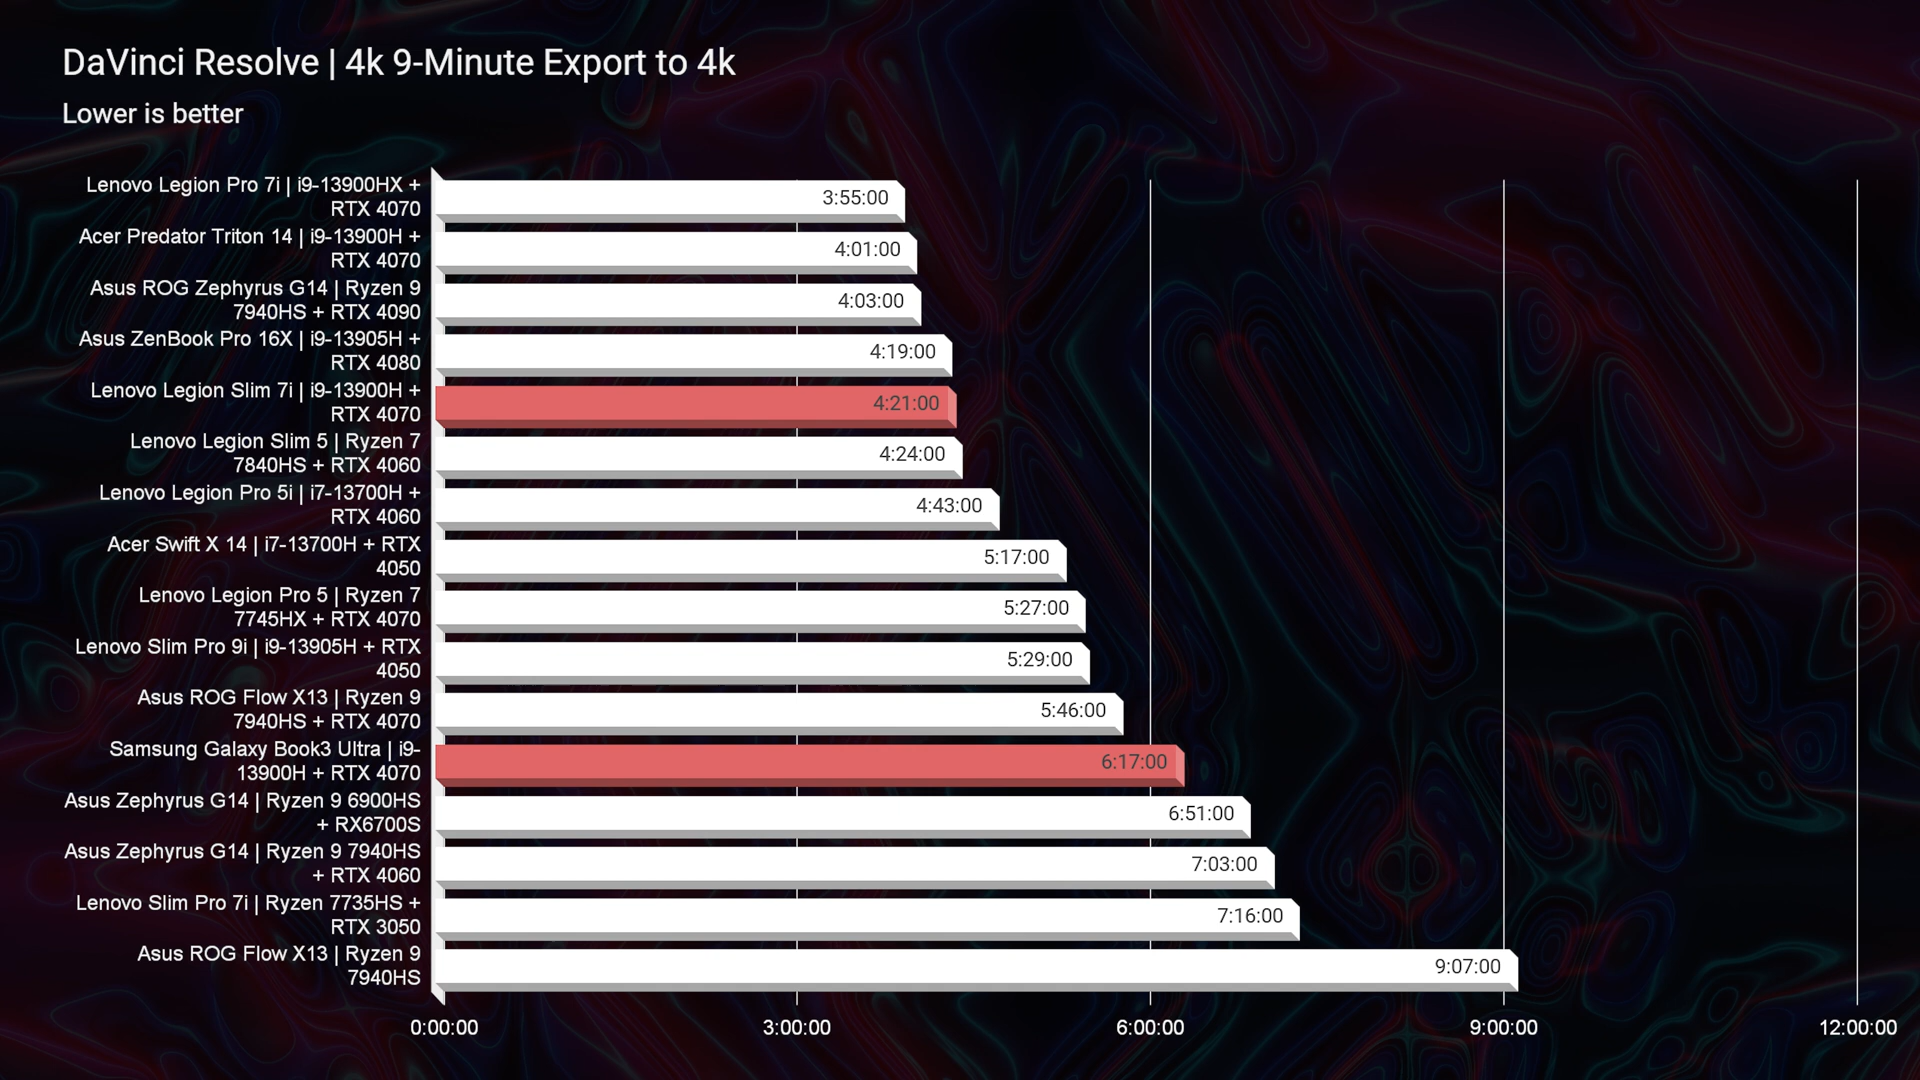 DaVinci Resolve | 4k 9-Minute Export to 4k
Lower is better
Lenovo Legion Pro 7i | i9-13900HX +
RTX 4070
3:55:00
Acer Predator Triton 14 | i9-13900H +
RTX 4070
4:01:00
Asus ROG Zephyrus G14 | Ryzen 9
7940HS + RTX 4090
4:03:00
Asus ZenBook Pro 16X | i9-13905H +
RTX 4080
4:19:00
Lenovo Legion Slim 7i | i9-13900H +
RTX 4070
4:21:00
Lenovo Legion Slim 5 | Ryzen 7
7840HS + RTX 4060
4:24:00
Lenovo Legion Pro 5i | i7-13700H +
RTX 4060
4:43:00
Acer Swift X 14 | i7-13700H + RTX
4050
5:17:00
Lenovo Legion Pro 5 | Ryzen 7
7745HX + RTX 4070
5:27:00
Lenovo Slim Pro 9i | i9-13905H + RTX
4050
5:29:00
Asus ROG Flow X13 | Ryzen 9
7940HS + RTX 4070
5:46:00
Samsung Galaxy Book3 Ultra | i9-
13900H + RTX 4070
6:17:00
Asus Zephyrus G14 | Ryzen 9 6900HS
+ RX6700S
6:51:00
Asus Zephyrus G14 | Ryzen 9 7940HS
+ RTX 4060
7:03:00
Lenovo Slim Pro 7i | Ryzen 7735HS +
RTX 3050
7:16:00
Asus ROG Flow X13 | Ryzen 9
7940HS
9:07:00
0:00:00
3:00:00
6:00:00
9:00:00
12:00:00